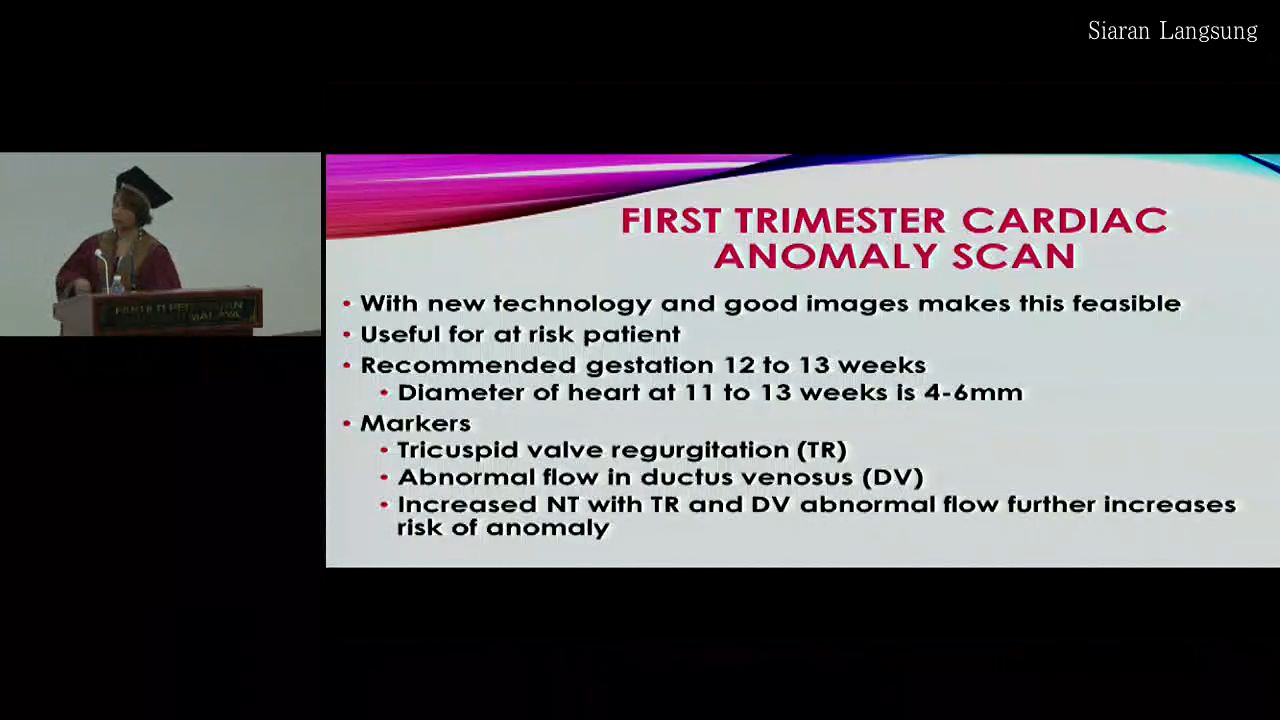 Siaran Langsung
FIRST TRIMESTER CARDIAC
ANOMALY SCAN
• With new technology and good images makes this feasible
• Useful for at risk patient
• Recommended gestation 12 to 13 weeks
• Diameter of heart at 11 to 13 weeks is 4-6mm
• Markers
• Tricuspid valve regurgitation (TR)
• Abnormal flow in ductus venosus (DV)
• Increased NT with TR and DV abnormal flow further increases
risk of anomaly
MALAYA